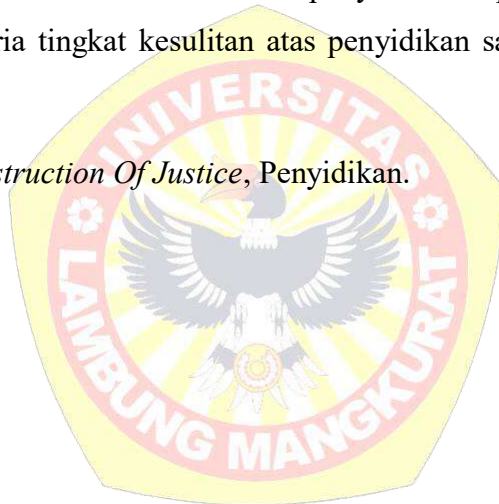 ria tingkat kesulitan atas penyidikan sa
struction Of Justice, Penyidikan.
UNIVERSITAS
LAMBUNG MANGKURAT